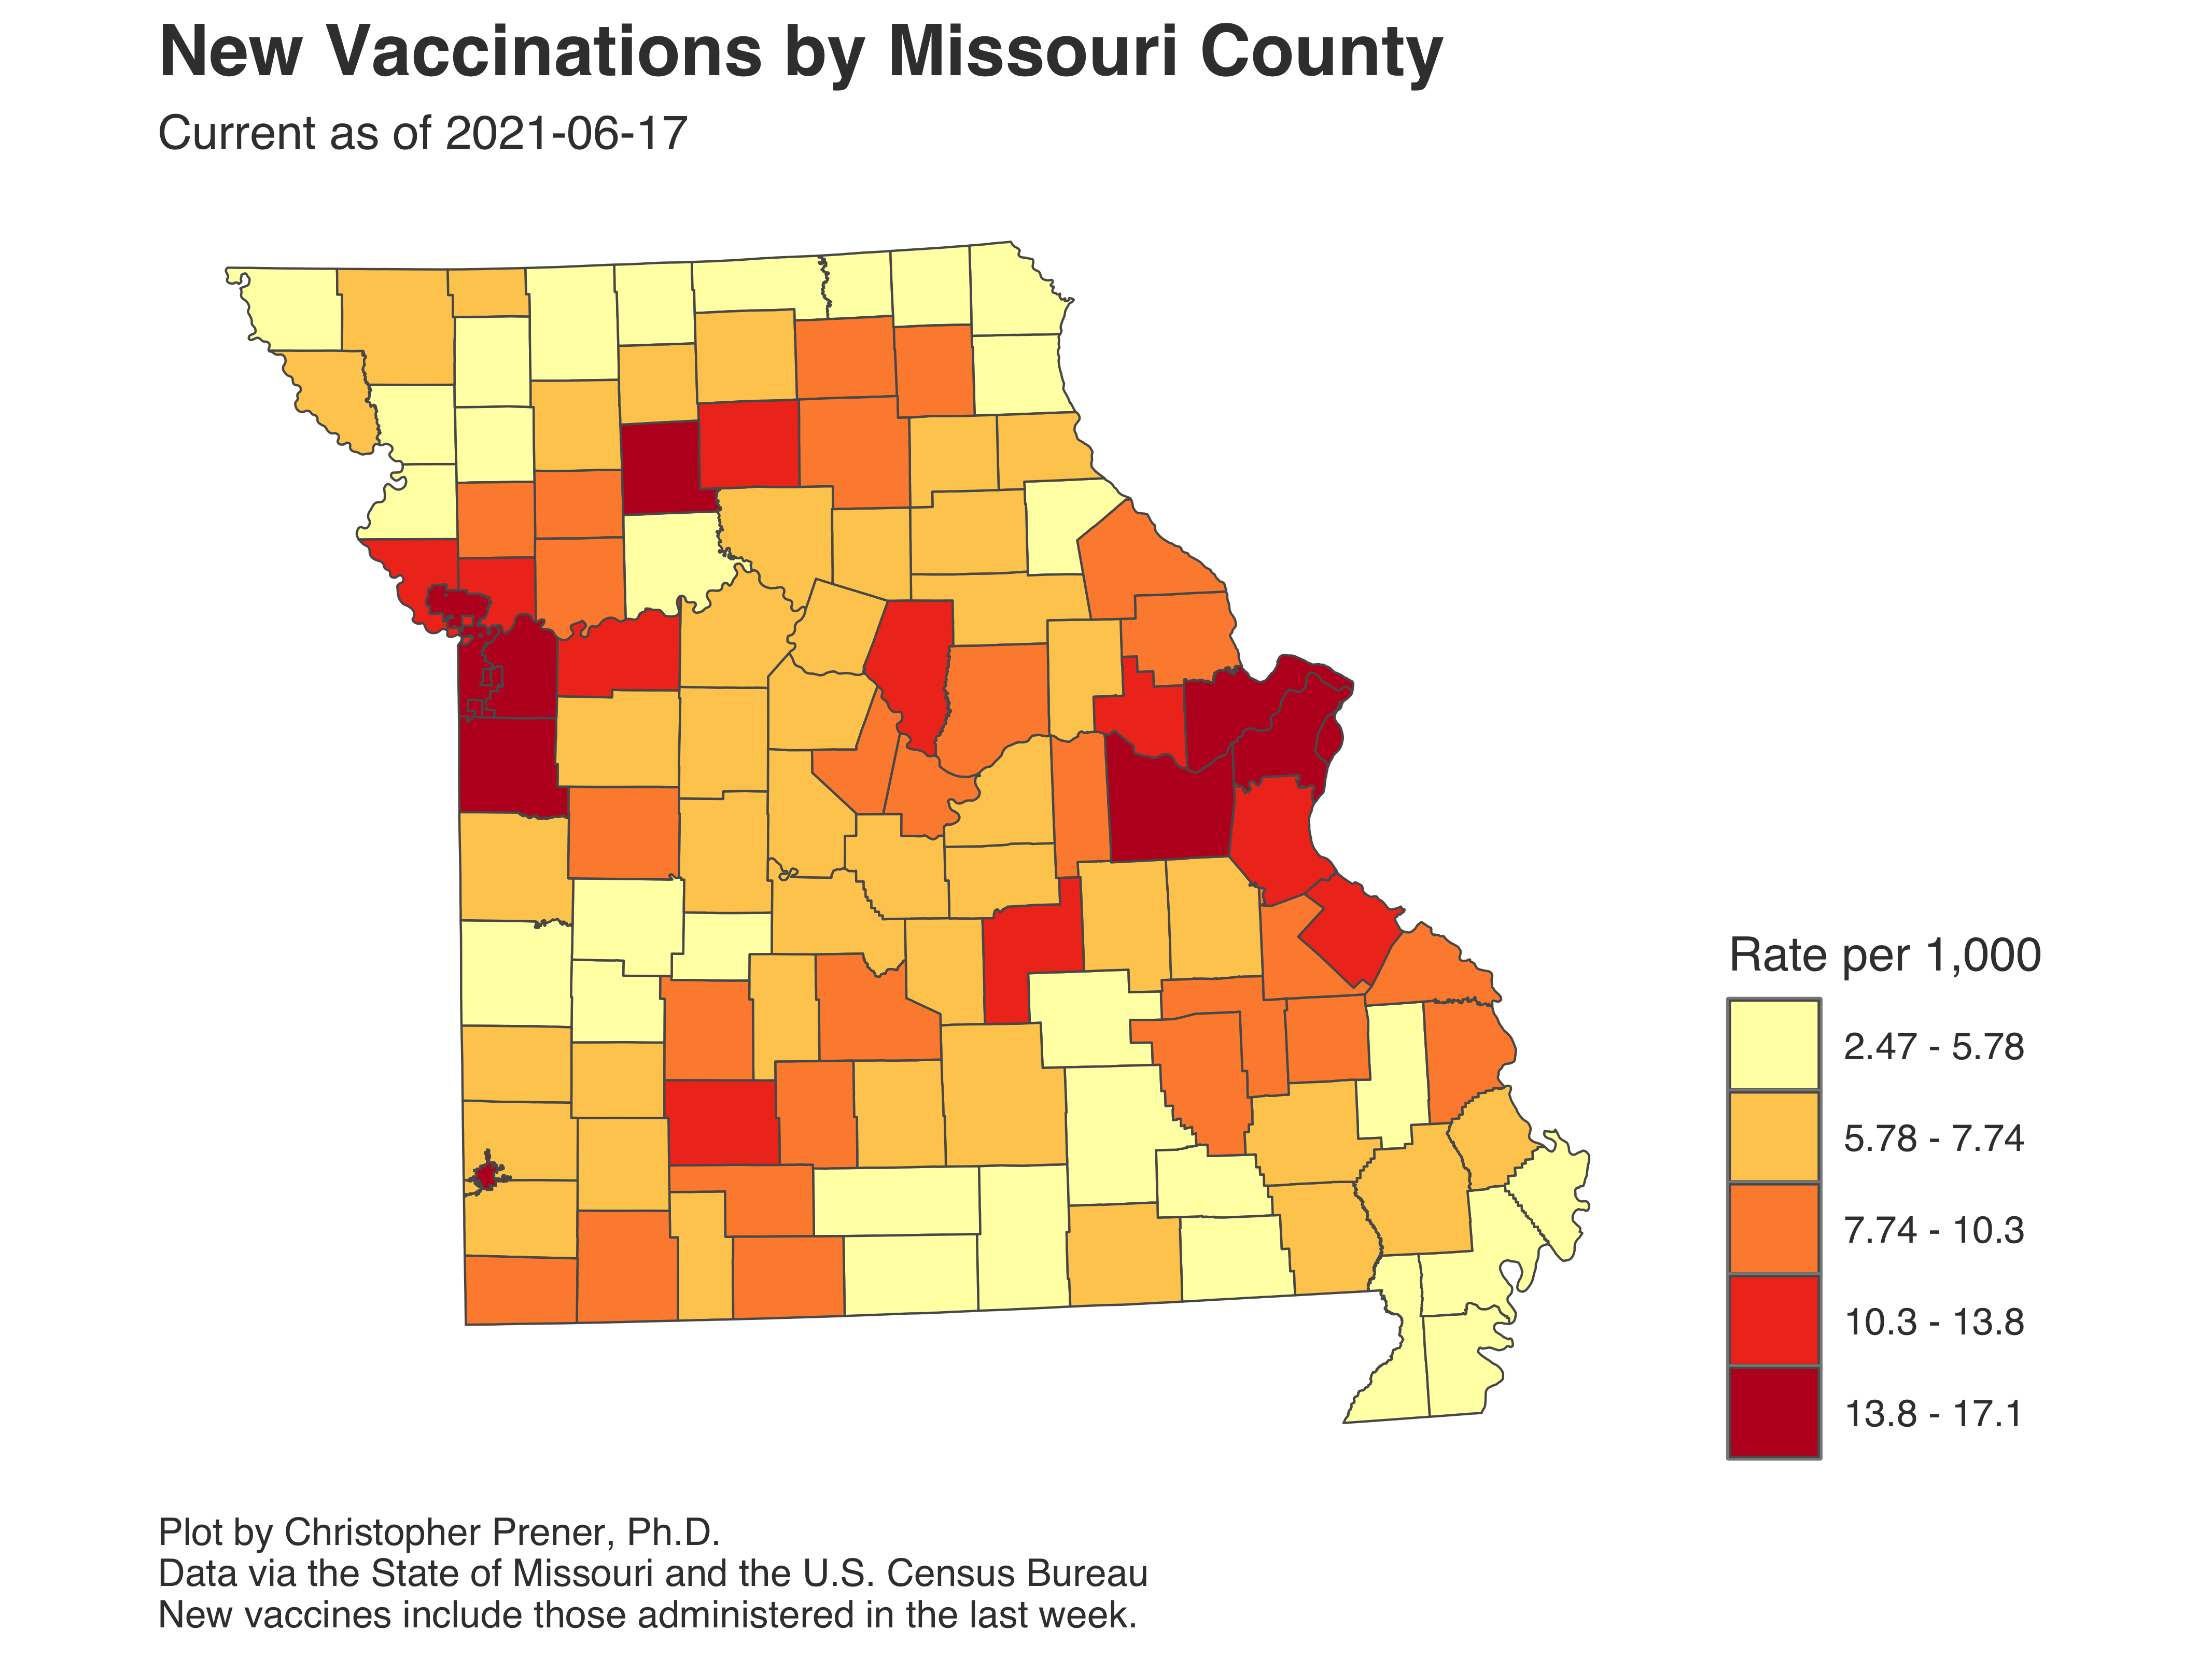 New Vaccinations by Missouri County
Current as of 2021-06-17
Rate per 1,000
2.47 - 5.78
5.78 - 7.74
7.74 - 10.3
10.3 - 13.8
13.8 - 17.1
Plot by Christopher Prener, Ph.D.
Data via the State of Missouri and the U.S. Census Bureau
New vaccines include those administered in the last week.